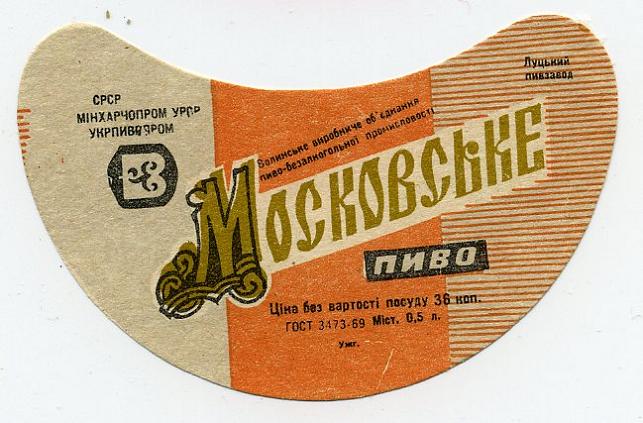 СРСР
МІНХАРЧОПРОМ УРСР
УКРПИВОПРОМ
Луцький
пивзавод
Волинське виробниче об'єднання
пиво-безалкогольної промисловості
МОСКОВСЬКЕ
ПИВО
Ціна без вартості посуду 36 коп.
ГОСТ 3473-69 Міст. 0,5 л.
Ужг.